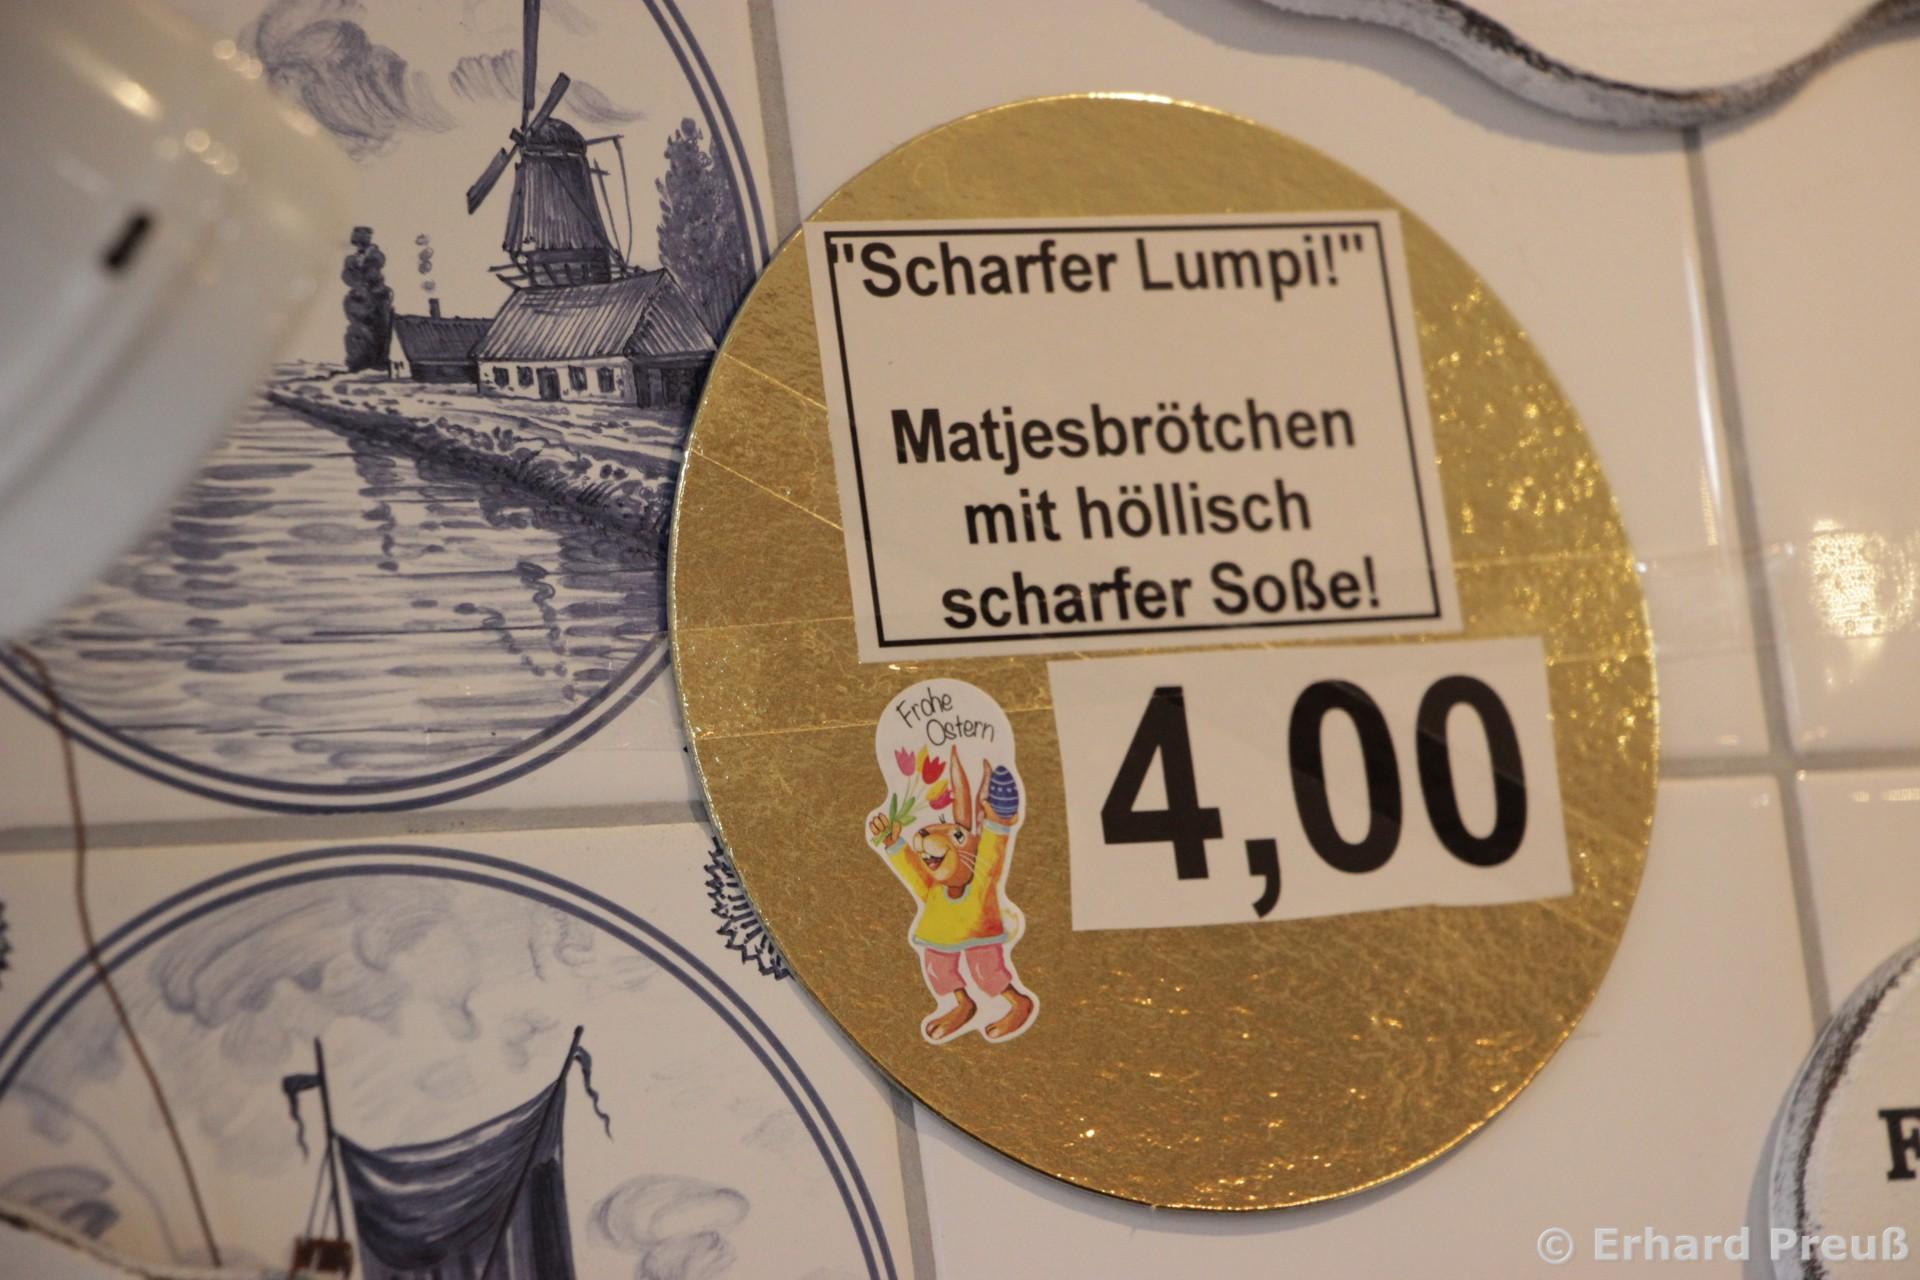 "Scharfer Lumpi!"
Matjesbrötchen
mit höllisch
scharfer Soße!
Frohe
Ostern
4,00
F
© Erhard Preuß